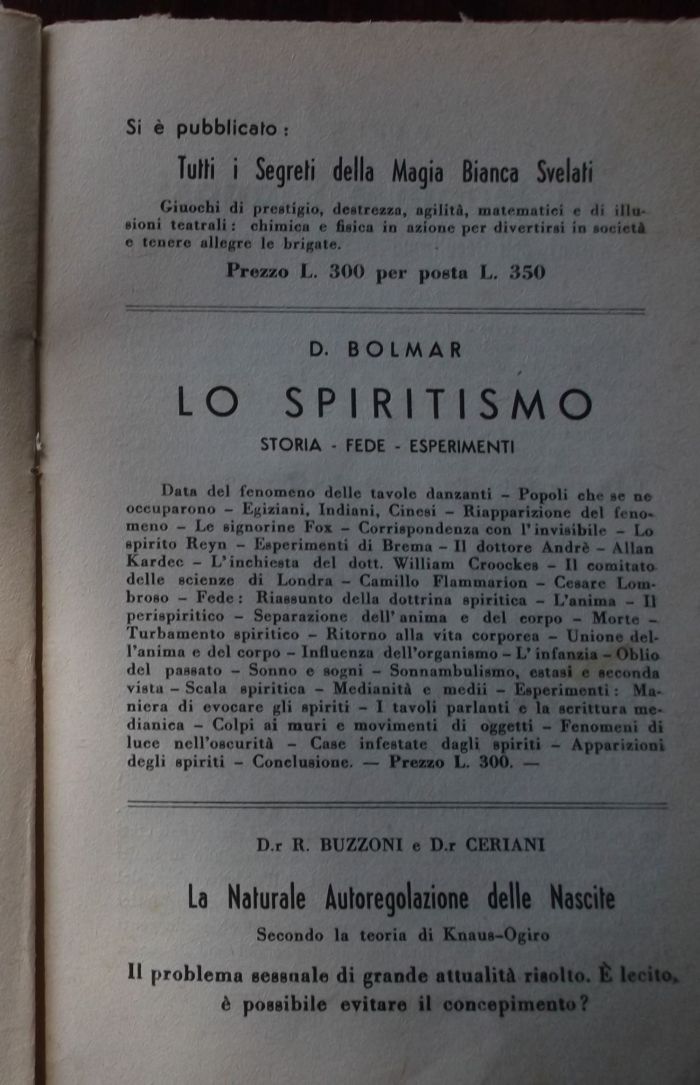 Si è pubblicato :
Tutti i Segreti della Magia Bianca Svelati
Giuochi di prestigio, destrezza, agilità, matematici e di illu-
sioni teatrali : chimica e fisica in azione per divertirsi in società
e tenere allegre le brigate.
Prezzo L. 300 per posta L. 350
D. BOLMAR
LO SPIRITISMO
STORIA - FEDE - ESPERIMENTI
Data del fenomeno delle tavole danzanti – Popoli che se ne
occuparono – Egiziani, Indiani, Cinesi – Riapparizione del feno-
meno – Le signorine Fox – Corrispondenza con l'invisibile – Lo
spirito Reyn – Esperimenti di Brema – Il dottore Andrè – Allan
Kardec – L'inchiesta del dott. William Croockes – Il comitato
delle scienze di Londra – Camillo Flammarion – Cesare Lom-
broso – Fede : Riassunto della dottrina spiritica – L'anima – Il
perispiritico – Separazione dell'anima e del corpo – Morte –
Turbamento spiritico – Ritorno alla vita corporea – Unione del-
l'anima e del corpo – Influenza dell'organismo – L'infanzia – Oblio
del passato – Sonno e sogni – Sonnambulismo, estasi e seconda
vista – Scala spiritica – Medianità e medii – Esperimenti : Ma-
niera di evocare gli spiriti – I tavoli parlanti e la scrittura me-
dianica – Colpi ai muri e movimenti di oggetti – Fenomeni di
luce nell'oscurità – Case infestate dagli spiriti – Apparizioni
degli spiriti – Conclusione. — Prezzo L. 300. —
D.r R. BUZZONI e D.r CERIANI
La Naturale Autoregolazione delle Nascite
Secondo la teoria di Knaus-Ogiro
Il problema sessuale di grande attualità risolto. È lecito,
è possibile evitare il concepimento ?